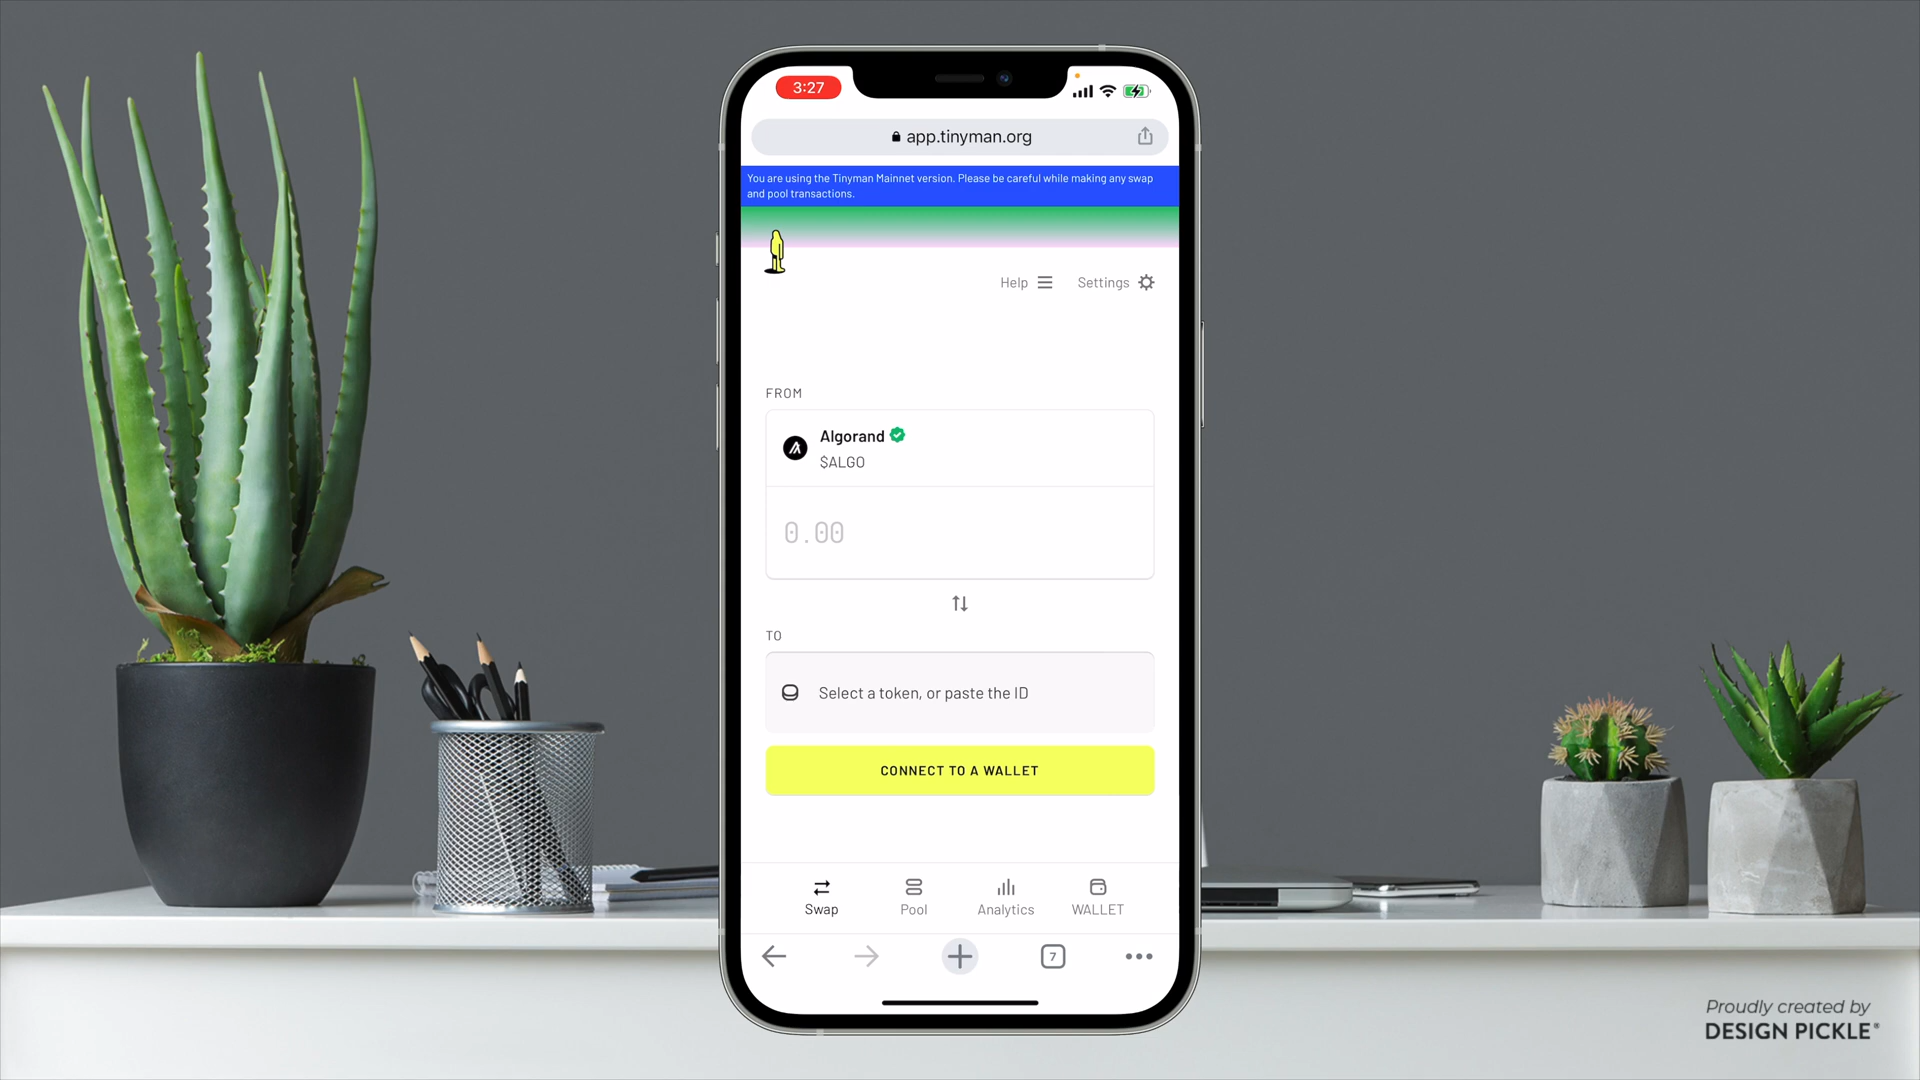 3:27
app.tinyman.org
You are using the Tinyman Mainnet version. Please be careful while making any swap
and pool transactions.
Help
Settings
FROM
Algorand
$ALGO
0.00
TO
Select a token, or paste the ID
CONNECT TO A WALLET
Swap
Pool
Analytics
WALLET
7
Proudly created by
DESIGN PICKLE®